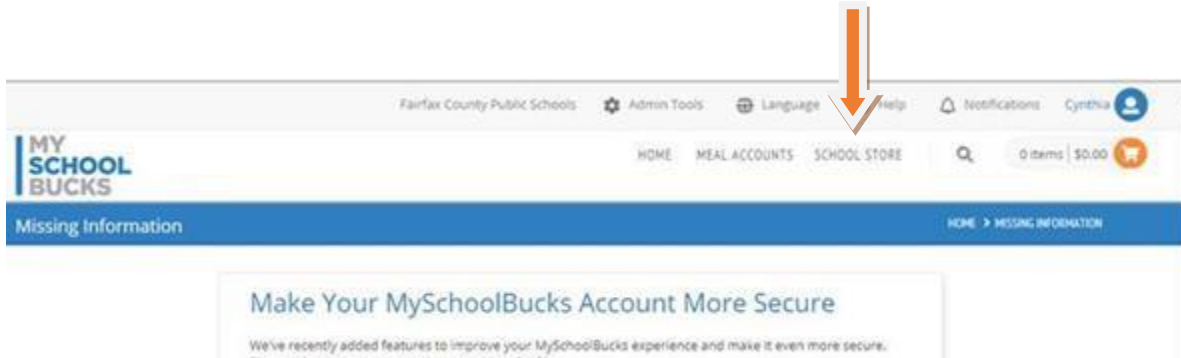 Fairfax County Public Schools Admin Tools Language Help Notifications Cynthia
MY
SCHOOL
BUCKS
HOME MEAL ACCOUNTS SCHOOL STORE 0 items $0.00
Missing Information HOME > MISSING INFORMATION
Make Your MySchoolBucks Account More Secure
We've recently added features to improve your MySchoolBucks experience and make it even more secure.